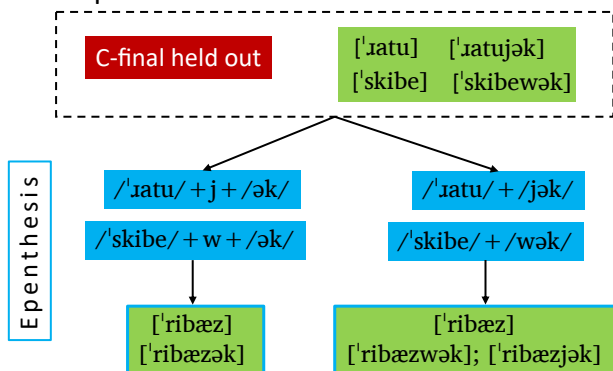 C-final held out
[ˈɹatu] [ˈɹatujək]
[ˈskibe] [ˈskibewək]
Epenthesis
/ˈɹatu/ + j + /ək/
/ˈskibe/ + w + /ək/
/ˈɹatu/ + /jək/
/ˈskibe/ + /wək/
[ˈribæz]
[ˈribæzək]
[ˈribæz]
[ˈribæzwək]; [ˈribæzjək]